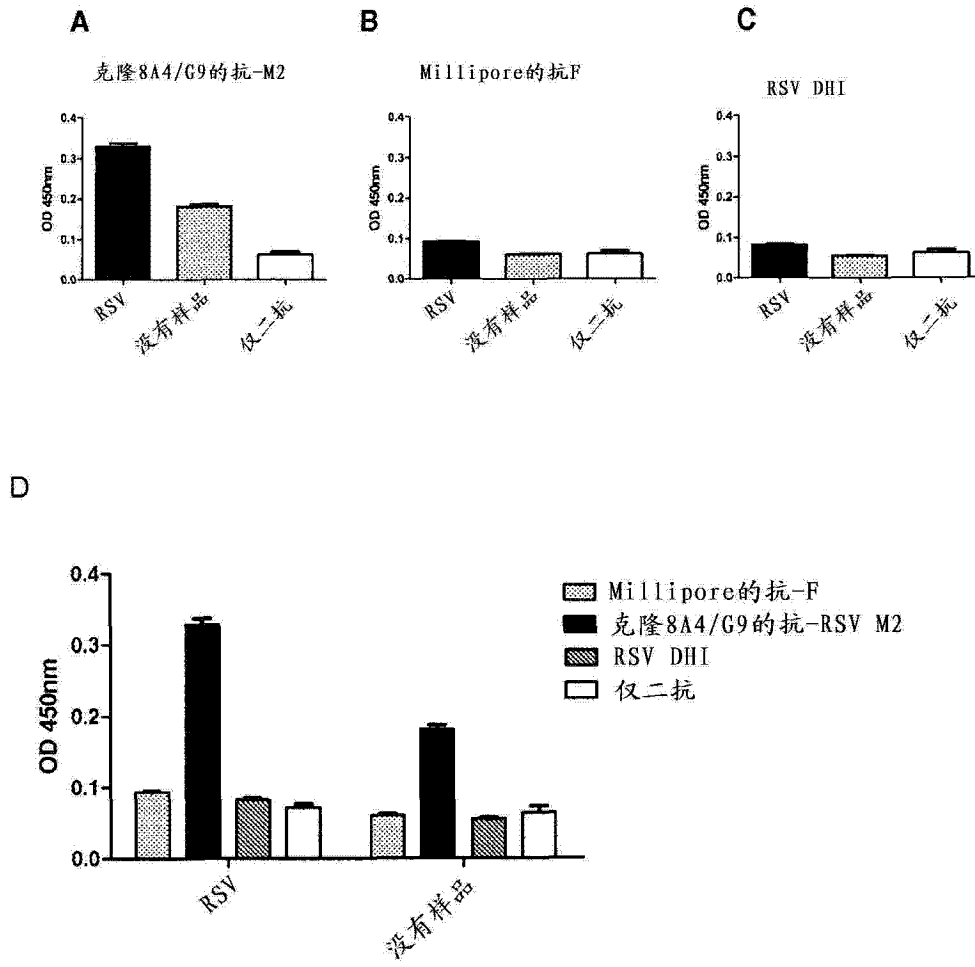 A
克隆8A4/G9的抗-M2
OD 450nm
0.4
0.3
0.2
0.1
0.0
RSV
没有样品
仅二抗
B
Millipore的抗F
OD 450nm
0.4
0.3
0.2
0.1
0.0
RSV
没有样品
仅二抗
C
RSV DHI
OD 450nm
0.4
0.3
0.2
0.1
0.0
RSV
没有样品
仅二抗
D
OD 450nm
0.4
0.3
0.2
0.1
0.0
RSV
没有样品
Millipore的抗-F
克隆8A4/G9的抗-RSV M2
RSV DHI
仅二抗